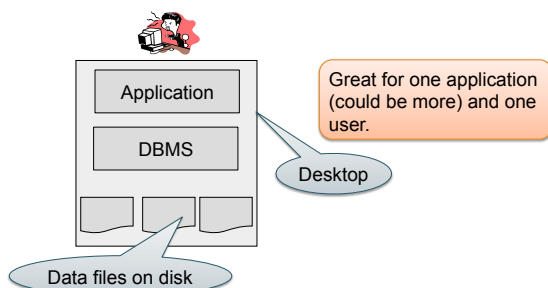 Application
DBMS
Great for one application
(could be more) and one
user.
Desktop
Data files on disk